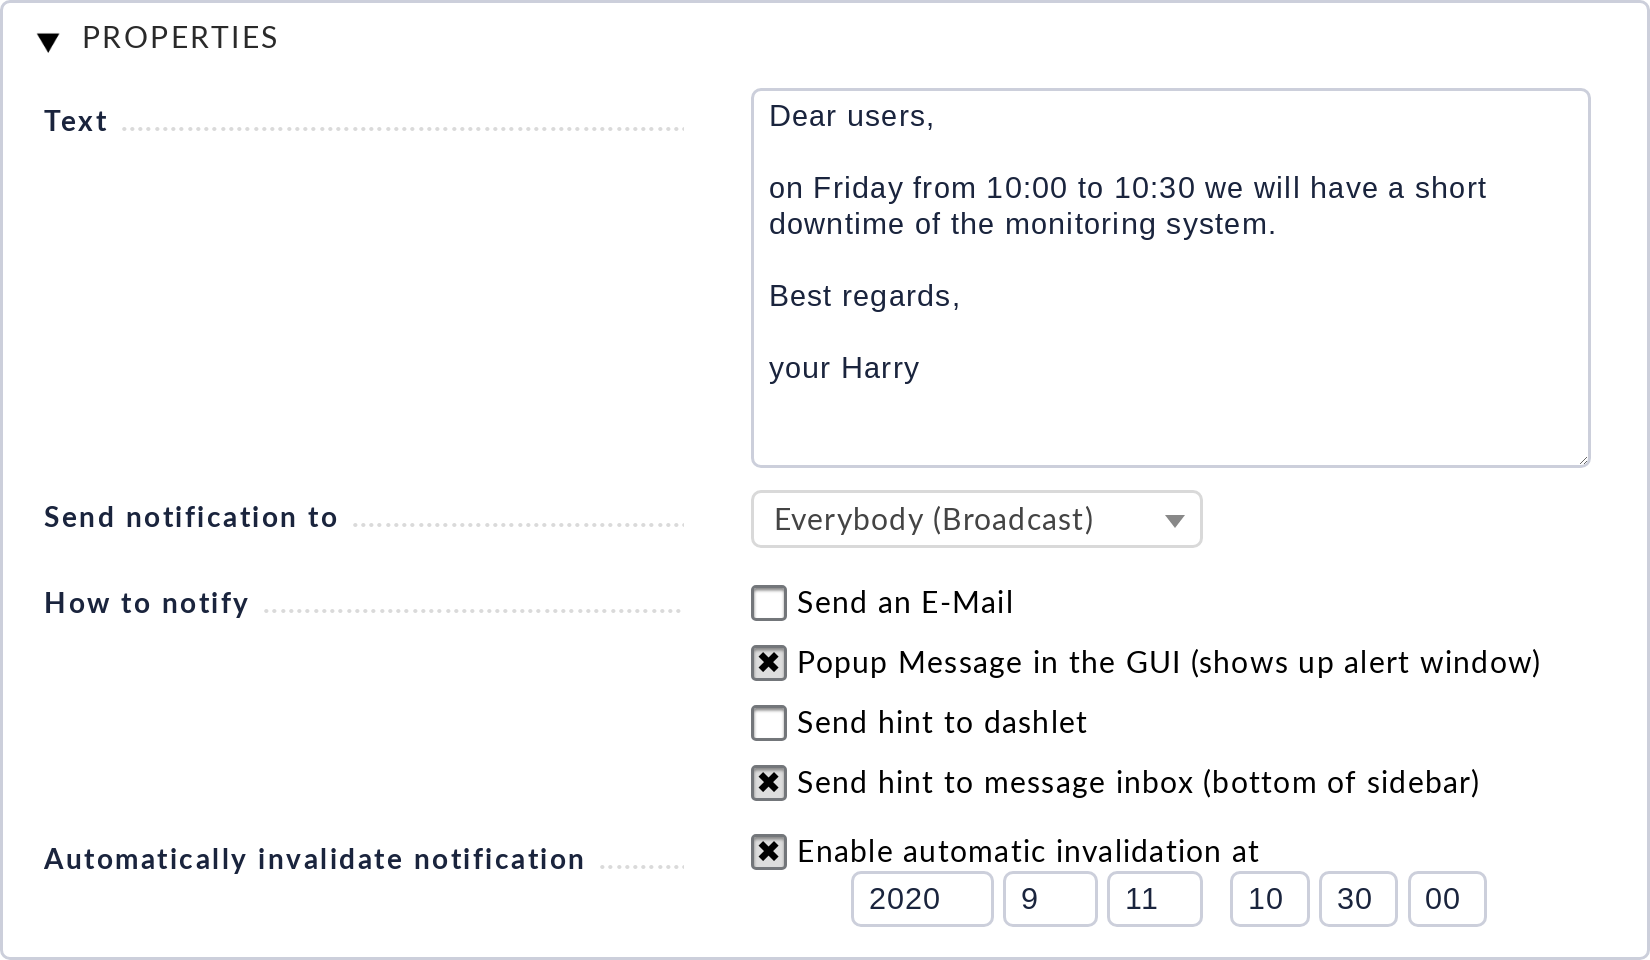 PROPERTIES
Text
Dear users,
on Friday from 10:00 to 10:30 we will have a short
downtime of the monitoring system.
Best regards,
your Harry
Send notification to
Everybody (Broadcast)
How to notify
Send an E-Mail
Popup Message in the GUI (shows up alert window)
Send hint to dashlet
Send hint to message inbox (bottom of sidebar)
Automatically invalidate notification
Enable automatic invalidation at
2020 9 11 10 30 00